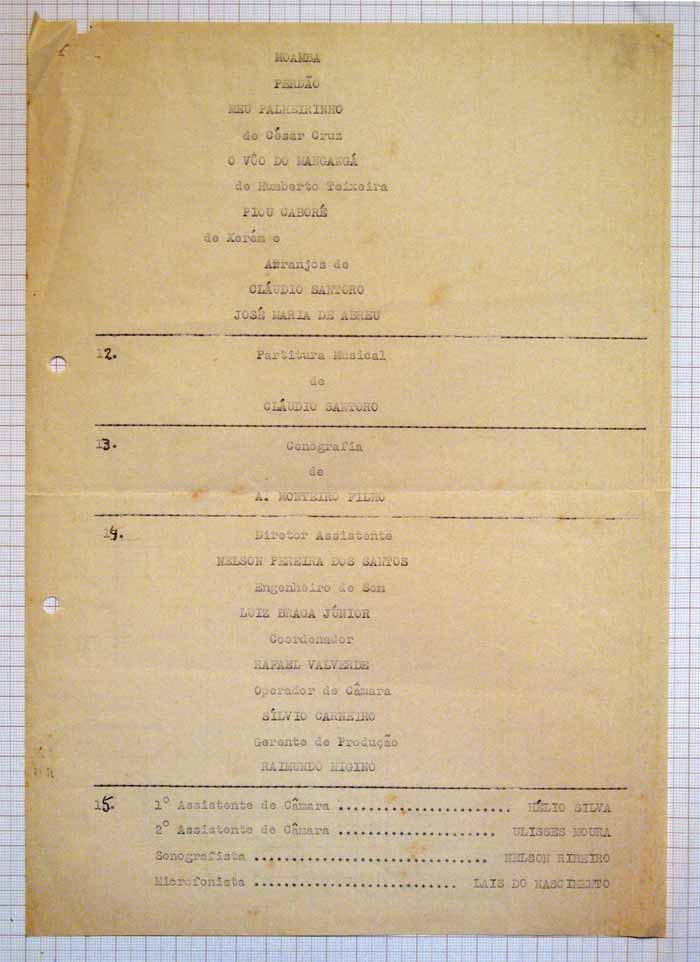 MOAMBA
PERDÃO
MEU PALHEIRINHO
de César Cruz
O VÔO DO MANGANGÁ
de Humberto Teixeira
PIOU CABORÉ
de Xerém e
Arranjos de
CLÁUDIO SANTORO
JOSÉ MARIA DE ABREU
12. Partitura Musical
de
CLÁUDIO SANTORO
13. Cenografia
de
A. MONTEIRO FILHO
14. Diretor Assistente
NELSON PEREIRA DOS SANTOS
Engenheiro de Som
LUIZ BRAGA JÚNIOR
Coordenador
RAFAEL VALVERDE
Operador de Câmara
SÍLVIO CARNEIRO
Gerente de Produção
RAIMUNDO HIGINO
15. 1º Assistente de Câmara ...................... HÉLIO SILVA
2º Assistente de Câmara .................... ULISSES MOURA
Sonografista .............................. NELSON RIBEIRO
Microfonista .......................... LAIS DO NASCIMENTO